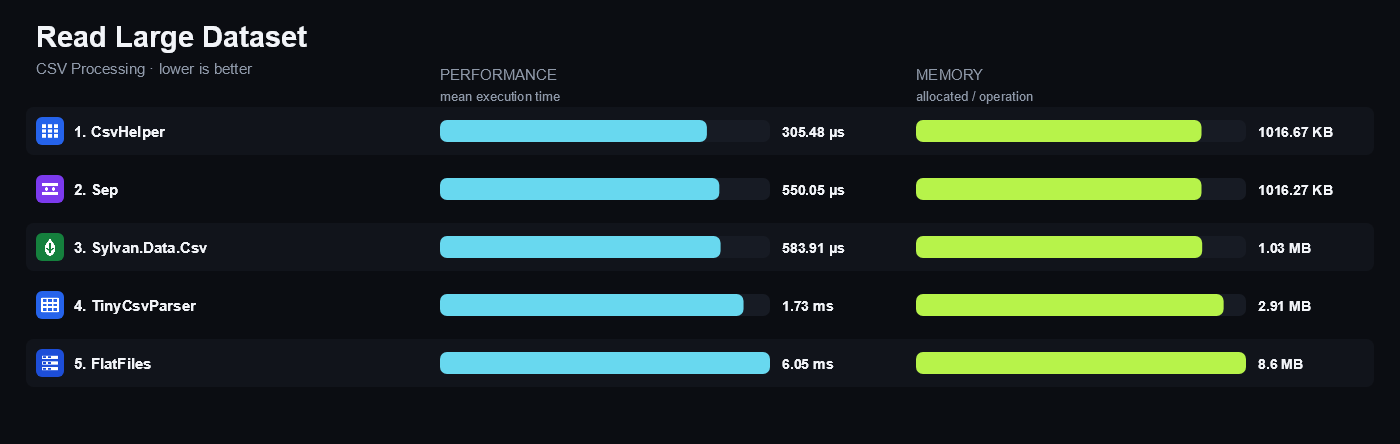 Read Large Dataset
CSV Processing · lower is better
PERFORMANCE
mean execution time
MEMORY
allocated / operation
1. CsvHelper 305.48 µs 1016.67 KB
2. Sep 550.05 µs 1016.27 KB
3. Sylvan.Data.Csv 583.91 µs 1.03 MB
4. TinyCsvParser 1.73 ms 2.91 MB
5. FlatFiles 6.05 ms 8.6 MB